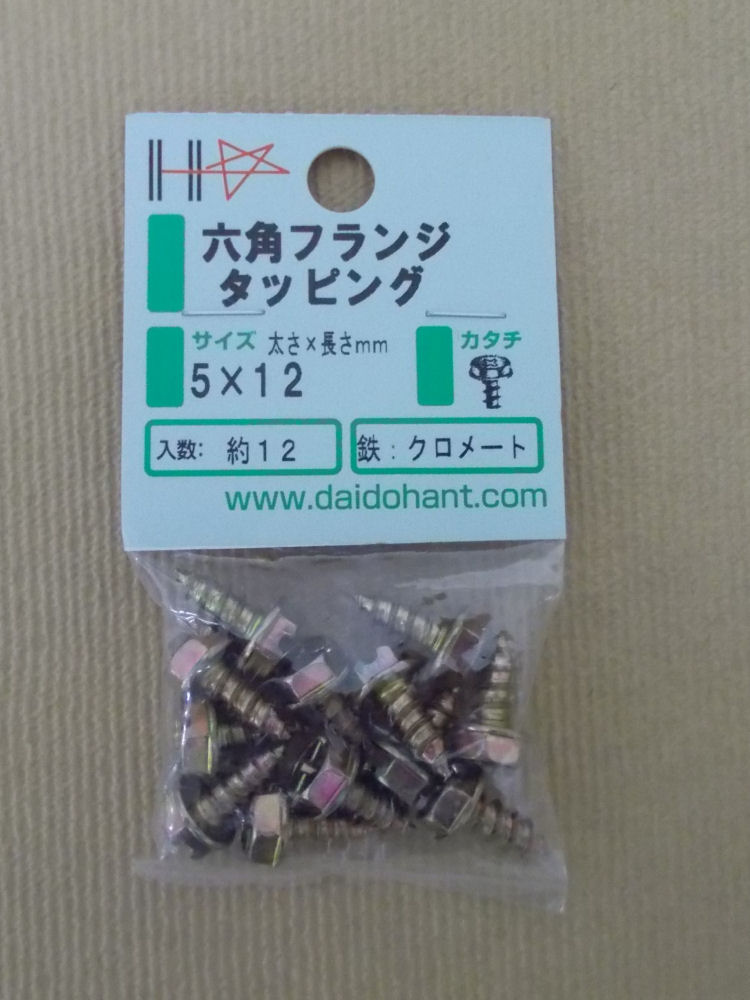 H
六角フランジ
タッピング
サイズ 太さ×長さmm
5×12
カタチ
入数: 約12
鉄: クロメート
www.daidohant.com